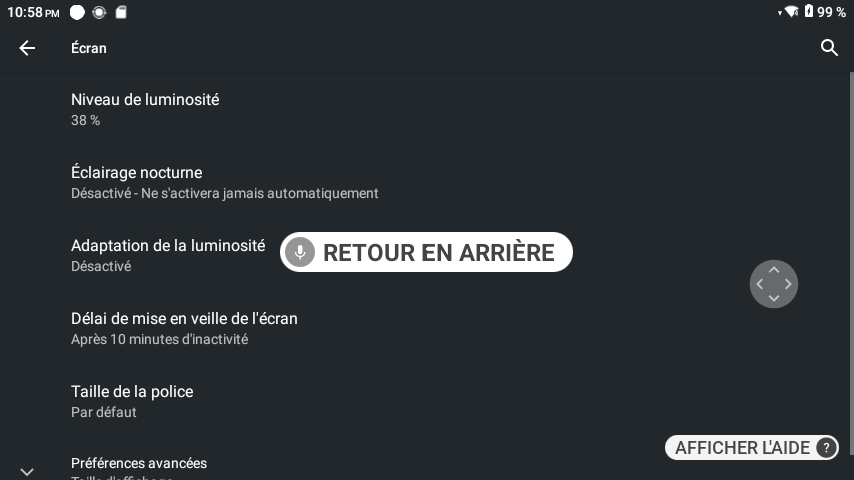 10:58 PM
99 %
Écran
Niveau de luminosité
38 %
Éclairage nocturne
Désactivé - Ne s'activera jamais automatiquement
Adaptation de la luminosité
Désactivé
RETOUR EN ARRIÈRE
Délai de mise en veille de l'écran
Après 10 minutes d'inactivité
Taille de la police
Par défaut
AFFICHER L'AIDE ?
Préférences avancées
Taille d'affichage